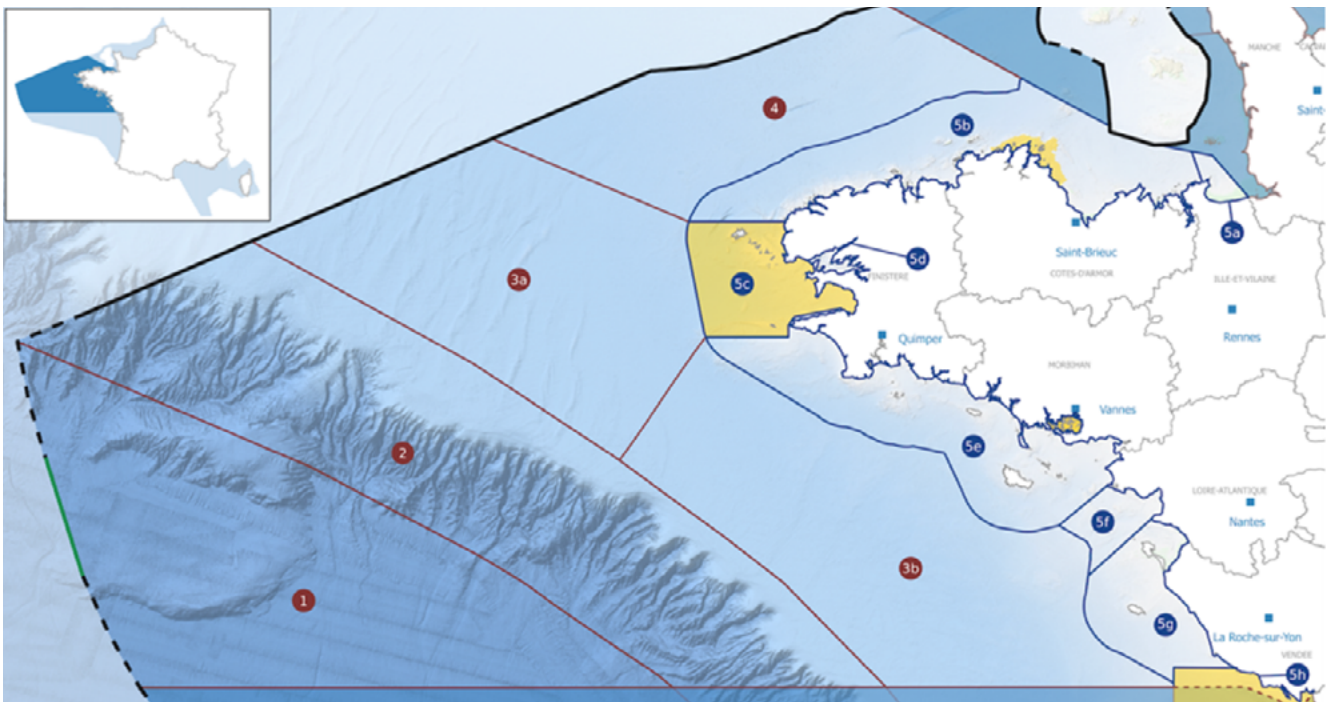 MANCHE
Saint-
4
5b
5a
Saint-Brieuc
5d
COTES-D'ARMOR
FINISTERE
ILLE-ET-VILAINE
3a
5c
Rennes
Quimper
MORBIHAN
Vannes
5e
2
LOIRE-ATLANTIQUE
5f
Nantes
3b
1
5g
La Roche-sur-Yon
VENDEE
5h